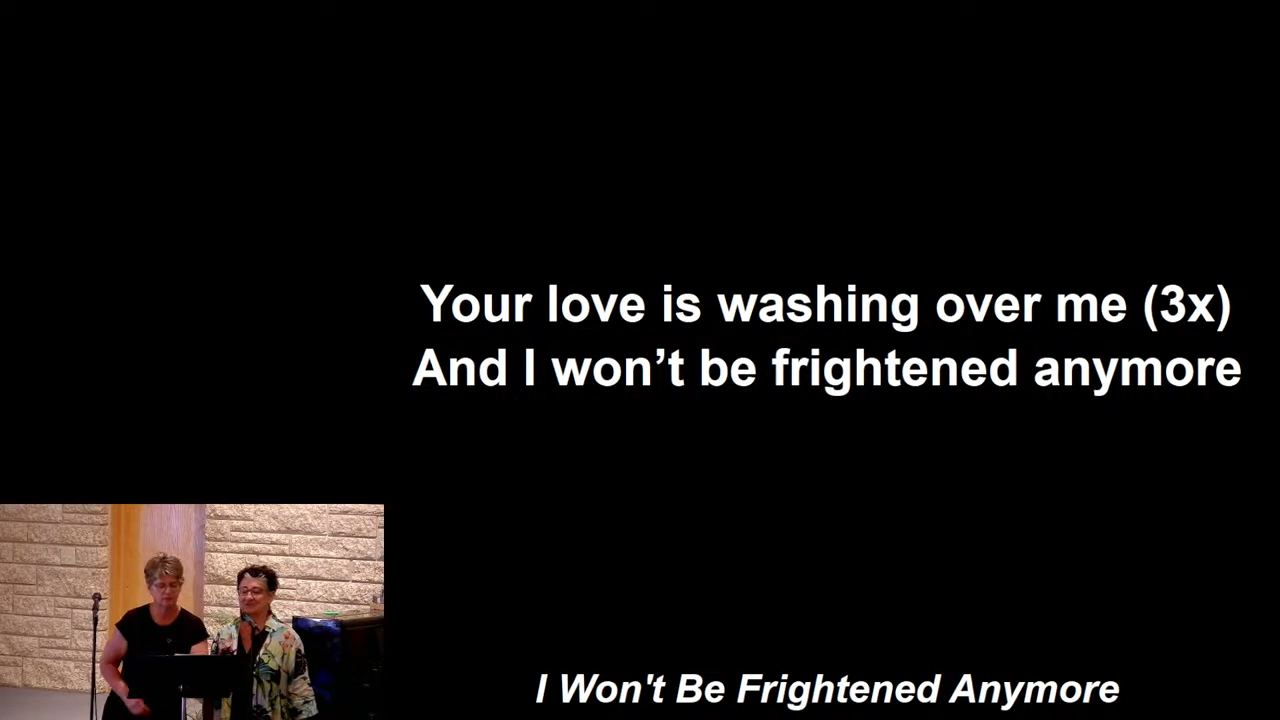 Your love is washing over me (3x)
And I won’t be frightened anymore
I Won't Be Frightened Anymore